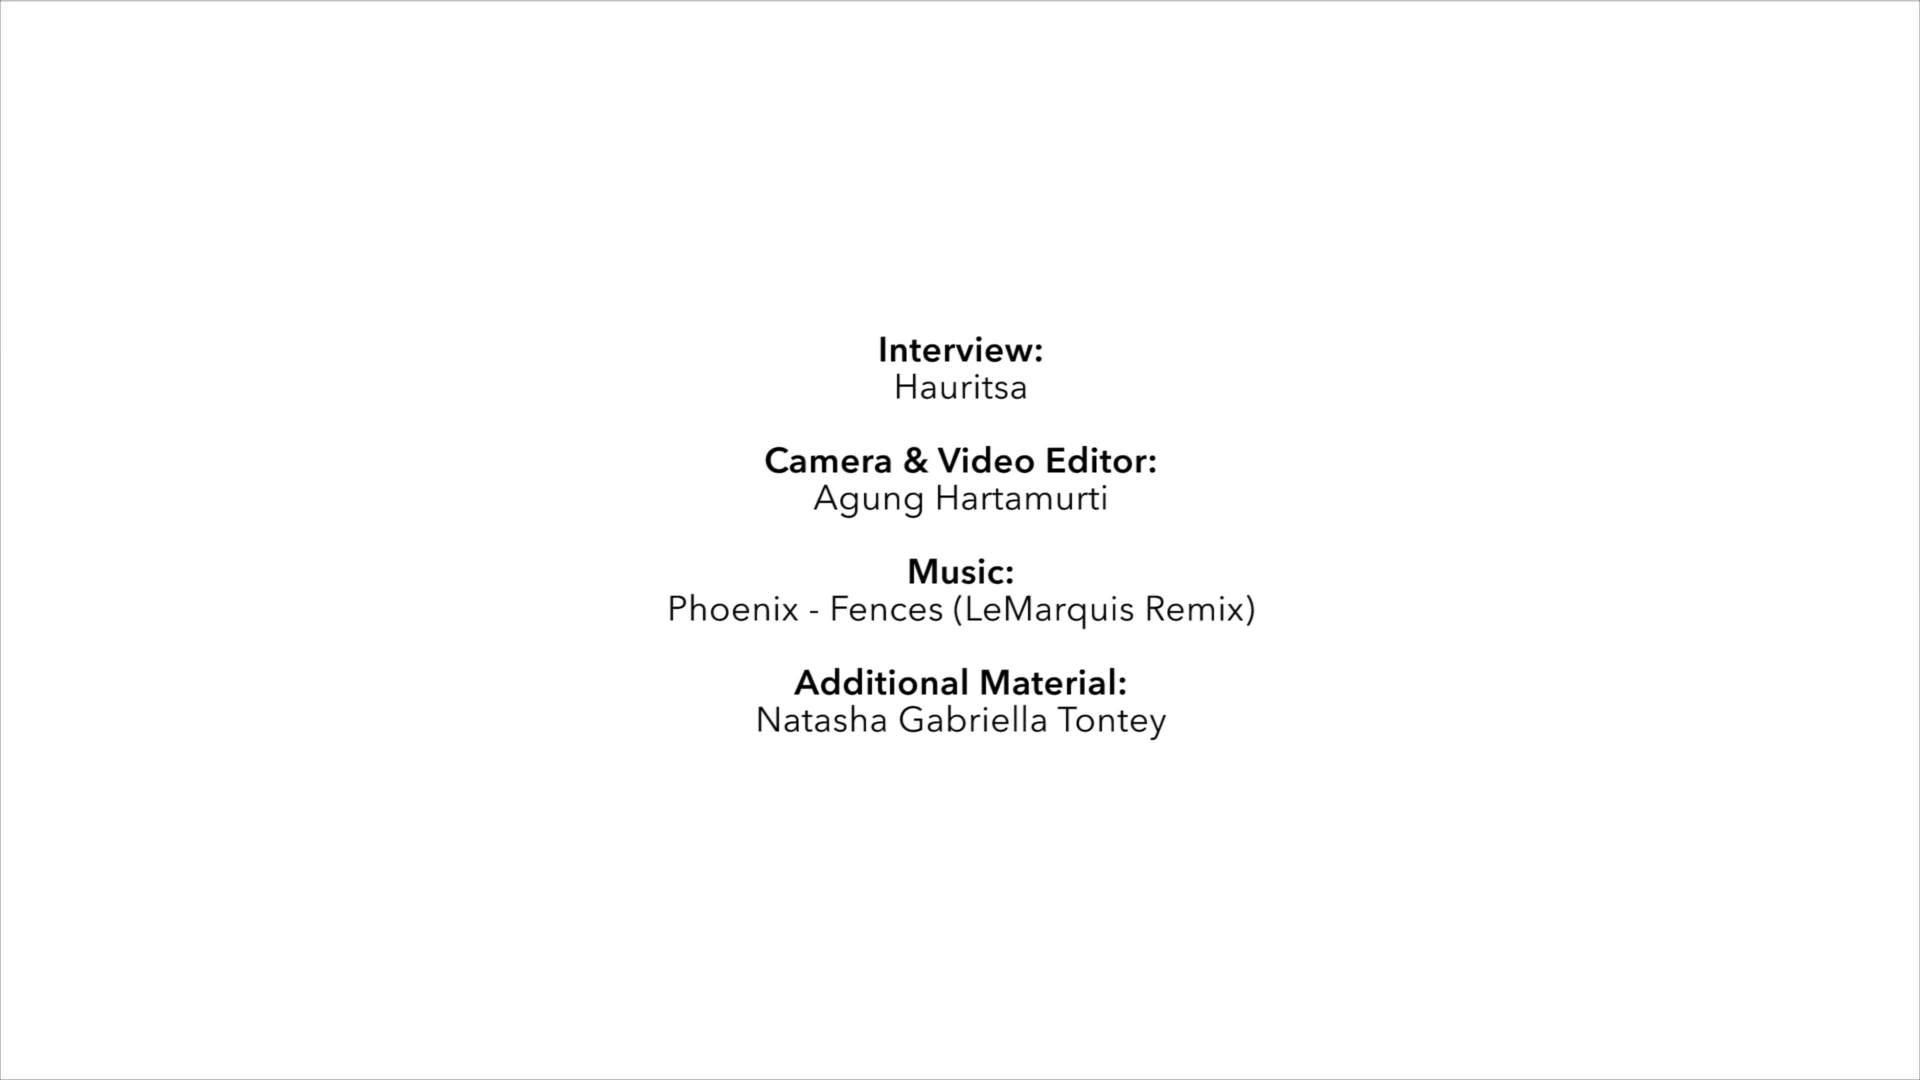 Interview:
Hauritsa
Camera & Video Editor:
Agung Hartamurti
Music:
Phoenix - Fences (LeMarquis Remix)
Additional Material:
Natasha Gabriella Tontey